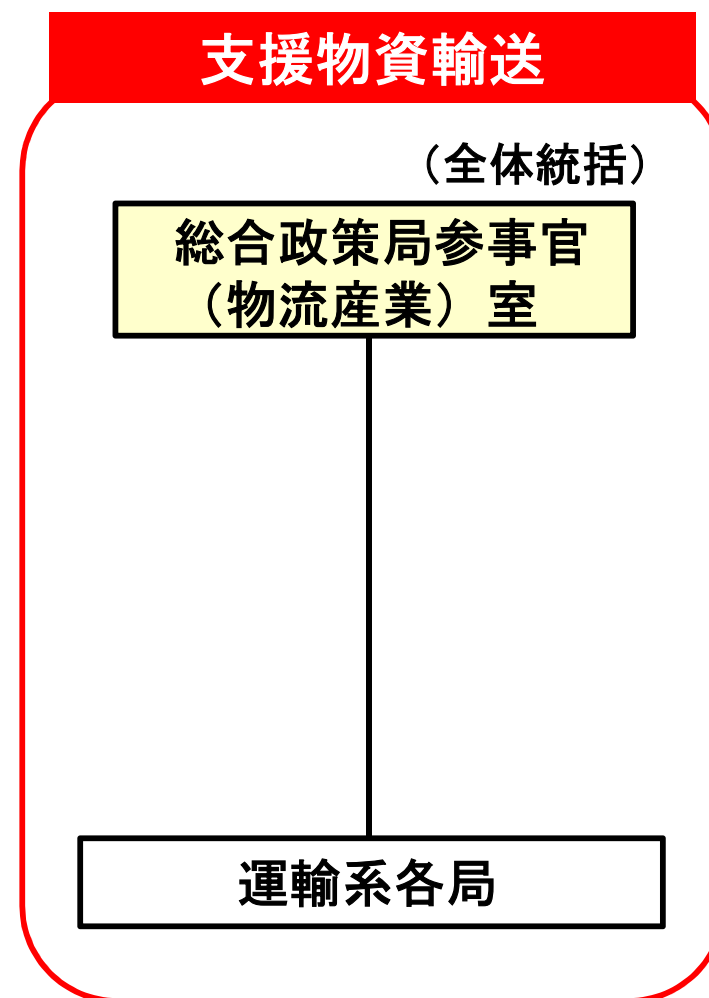 支援物資輸送
（全体統括）
総合政策局参事官
（物流産業）室
運輸系各局